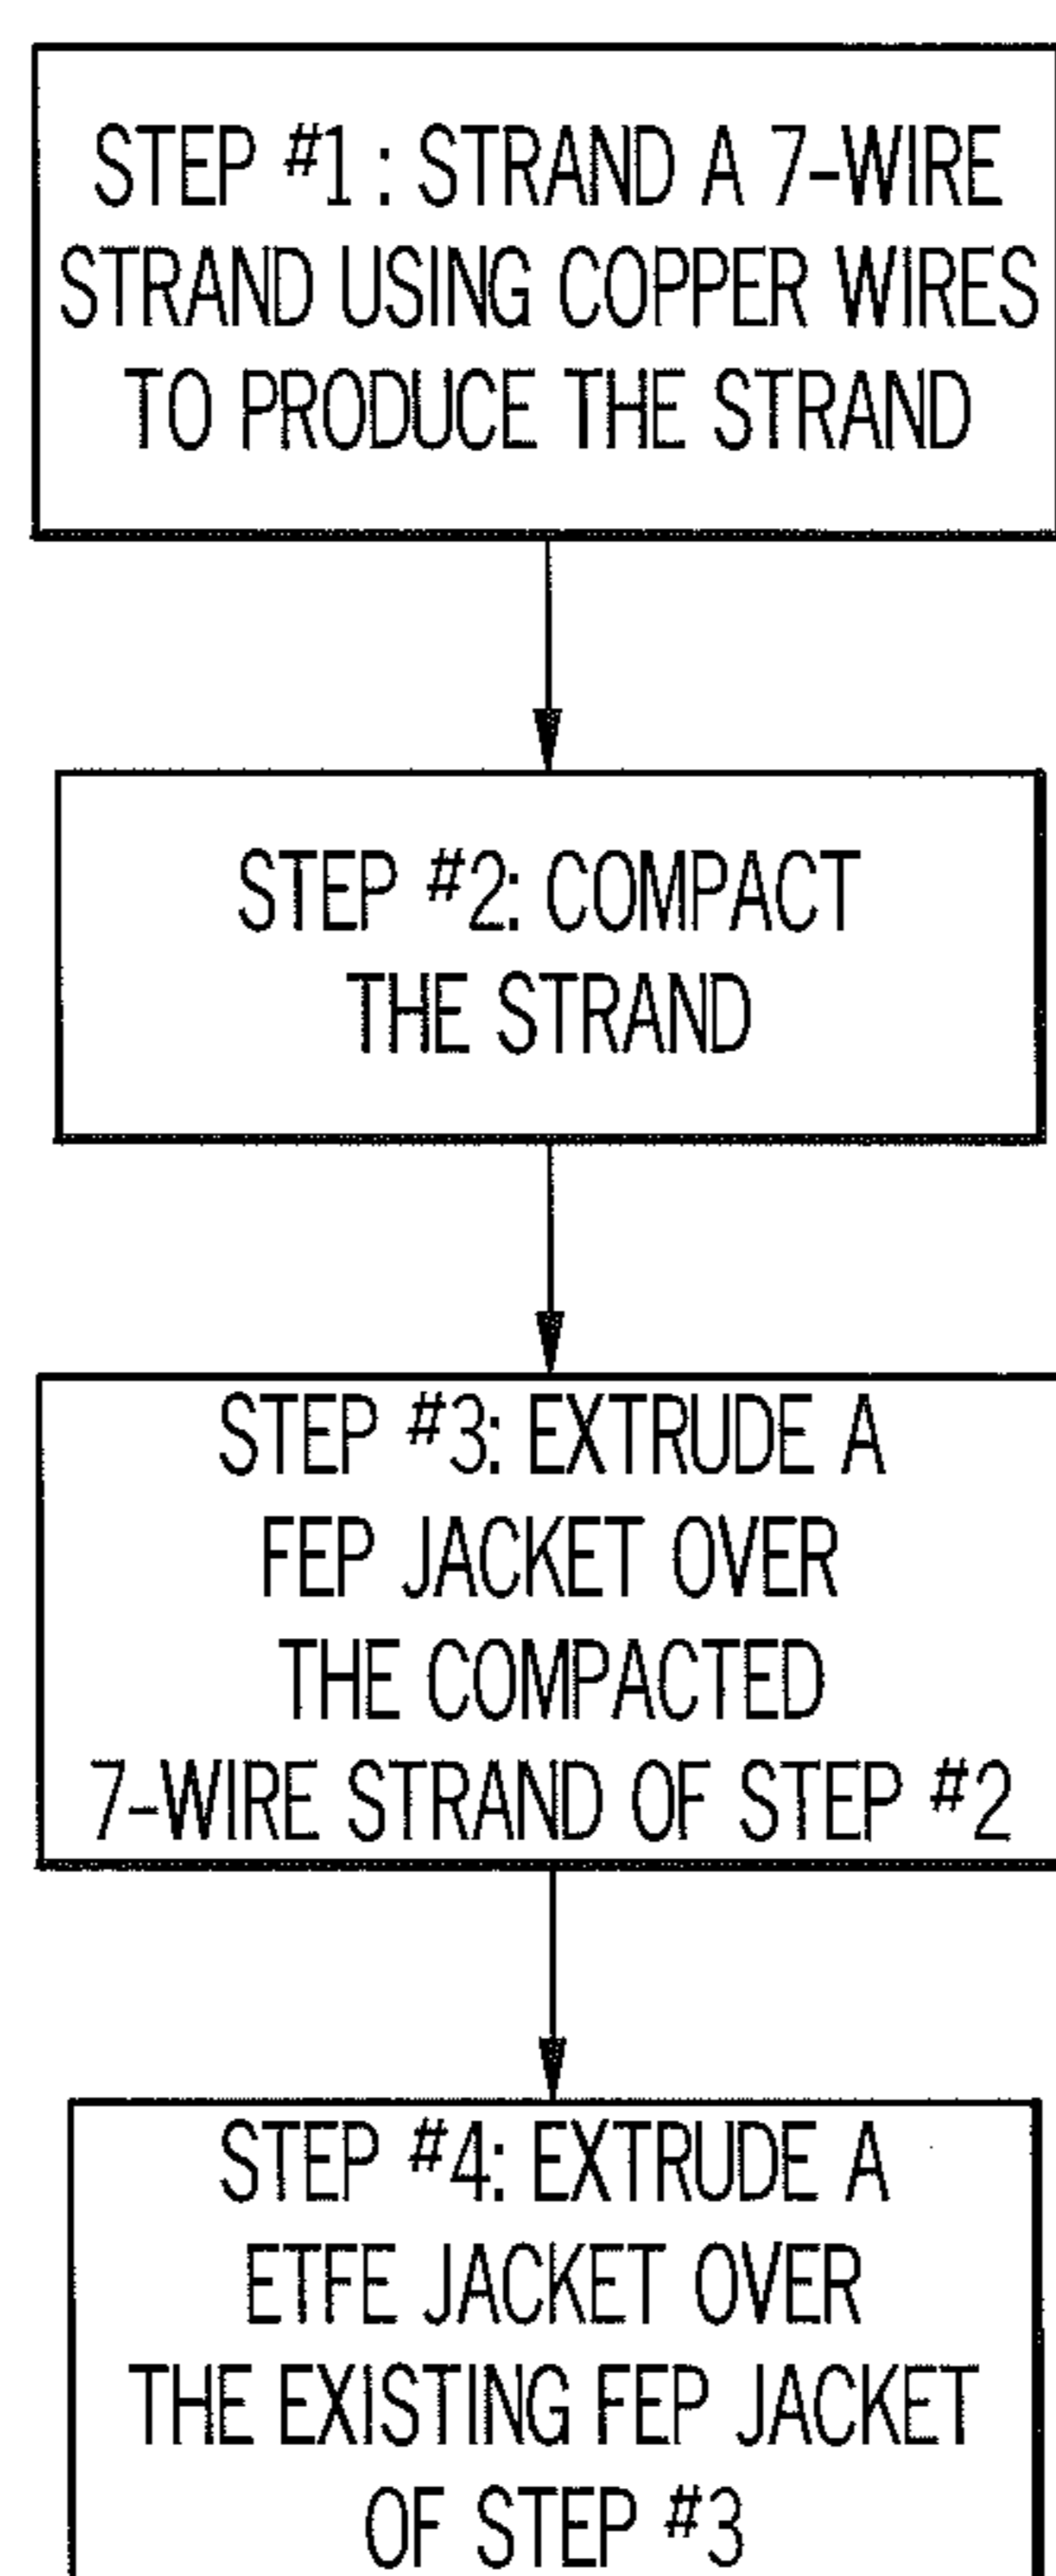 STEP #1 : STRAND A 7-WIRE
STRAND USING COPPER WIRES
TO PRODUCE THE STRAND
STEP #2: COMPACT
THE STRAND
STEP #3: EXTRUDE A
FEP JACKET OVER
THE COMPACTED
7-WIRE STRAND OF STEP #2
STEP #4: EXTRUDE A
ETFE JACKET OVER
THE EXISTING FEP JACKET
OF STEP #3